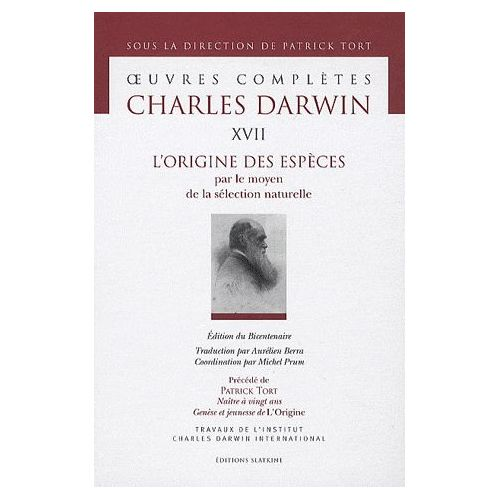 SOUS LA DIRECTION DE PATRICK TORT
ŒUVRES COMPLÈTES
CHARLES DARWIN
XVII
L'ORIGINE DES ESPÈCES
par le moyen
de la sélection naturelle
Édition du Bicentenaire
Traduction par Aurélien Berra
Coordination par Michel Prum
Précédé de
PATRICK TORT
Naître à vingt ans
Genèse et jeunesse de L'Origine
TRAVAUX DE L'INSTITUT
CHARLES DARWIN INTERNATIONAL
ÉDITIONS SLATKINE